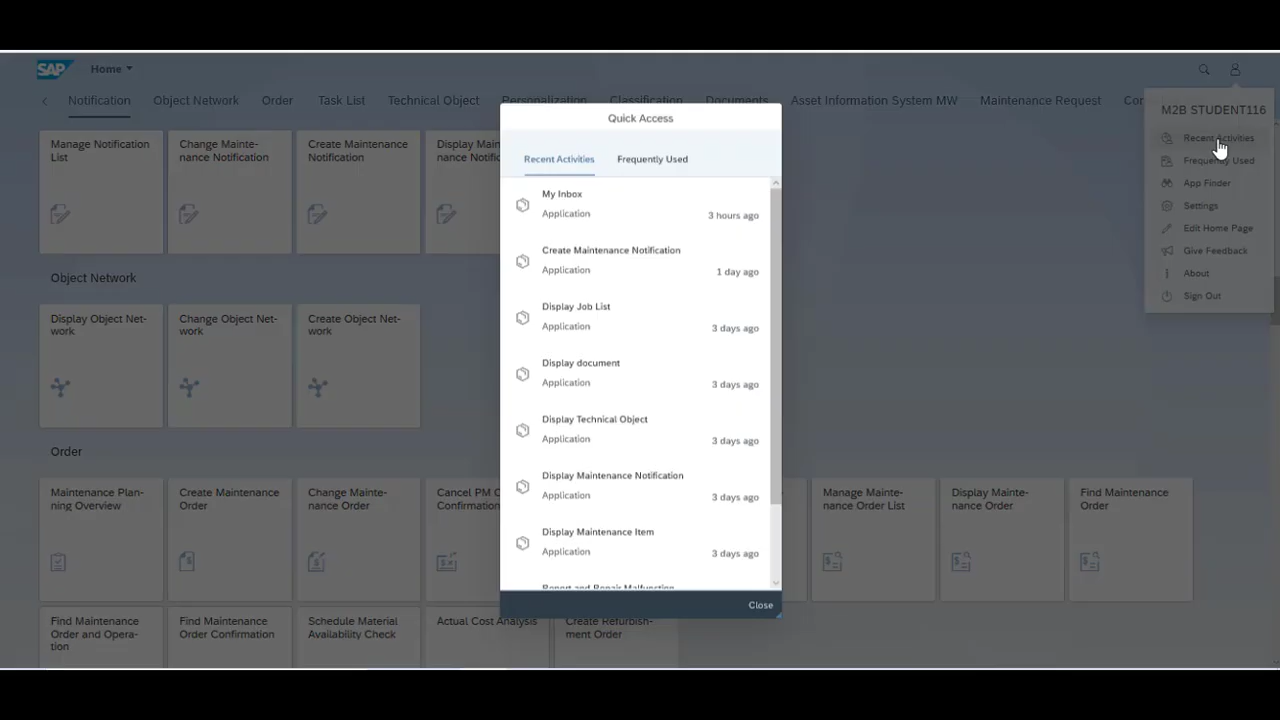 SAP
Home
Notification
Object Network
Order
Task List
Technical Object
Personalization
Classification
Documents
Asset Information System MW
Maintenance Request
Manage Notification
List
Change Mainte-
nance Notification
Create Maintenance
Notification
Display Main
nance Notific
Object Network
Display Object Net-
work
Change Object Net-
work
Create Object Net-
work
Order
Maintenance Plan-
ning Overview
Create Maintenance
Order
Change Mainte-
nance Order
Cancel PM C
Confirmation
Manage Mainte-
nance Order List
Display Mainte-
nance Order
Find Maintenance
Order
Find Maintenance
Order and Opera-
tion
Find Maintenance
Order Confirmation
Schedule Material
Availability Check
Actual Cost Analysis
Create Refurbish-
ment Order
Quick Access
Recent Activities
Frequently Used
My Inbox
Application
3 hours ago
Create Maintenance Notification
Application
1 day ago
Display Job List
Application
3 days ago
Display document
Application
3 days ago
Display Technical Object
Application
3 days ago
Display Maintenance Notification
Application
3 days ago
Display Maintenance Item
Application
3 days ago
Report and Repair Malfunction
Close
M2B STUDENT116
Recent Activities
Frequently Used
App Finder
Settings
Edit Home Page
Give Feedback
About
Sign Out